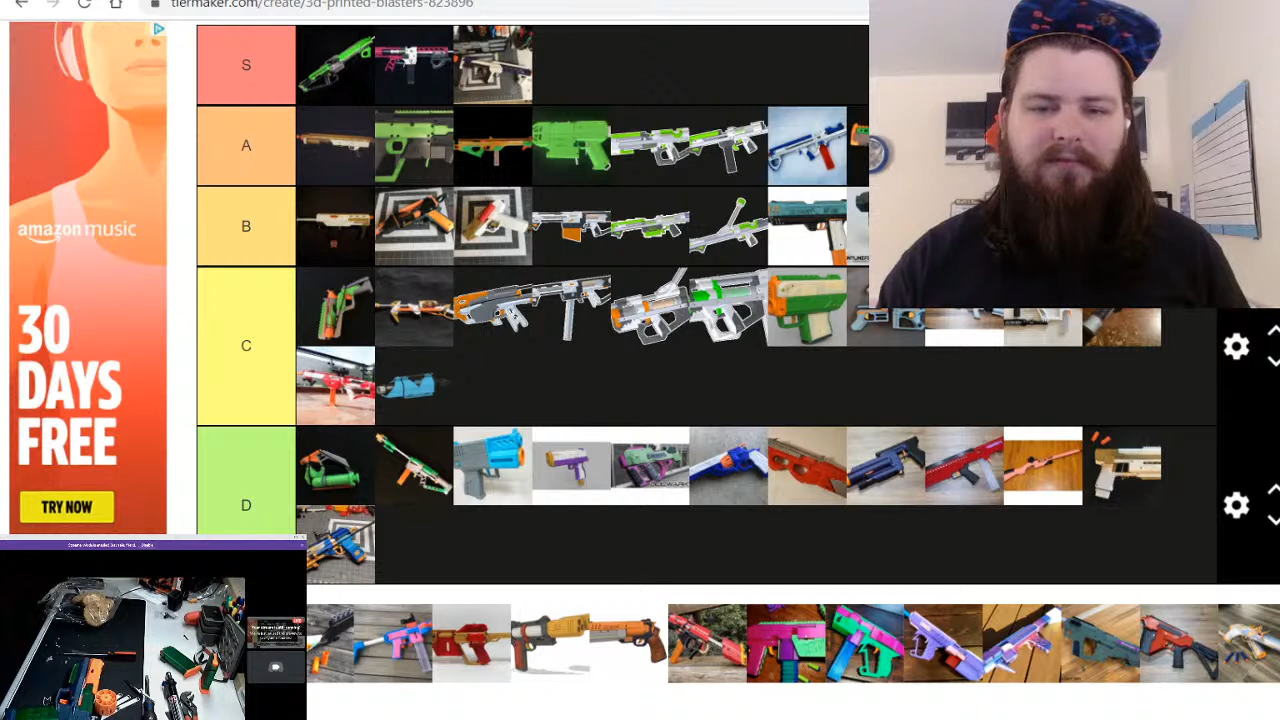 tiermaker.com/create/3d-printed-blasters-823896
S
A
B
C
D
amazon music
30
DAYS
FREE
TRY NOW